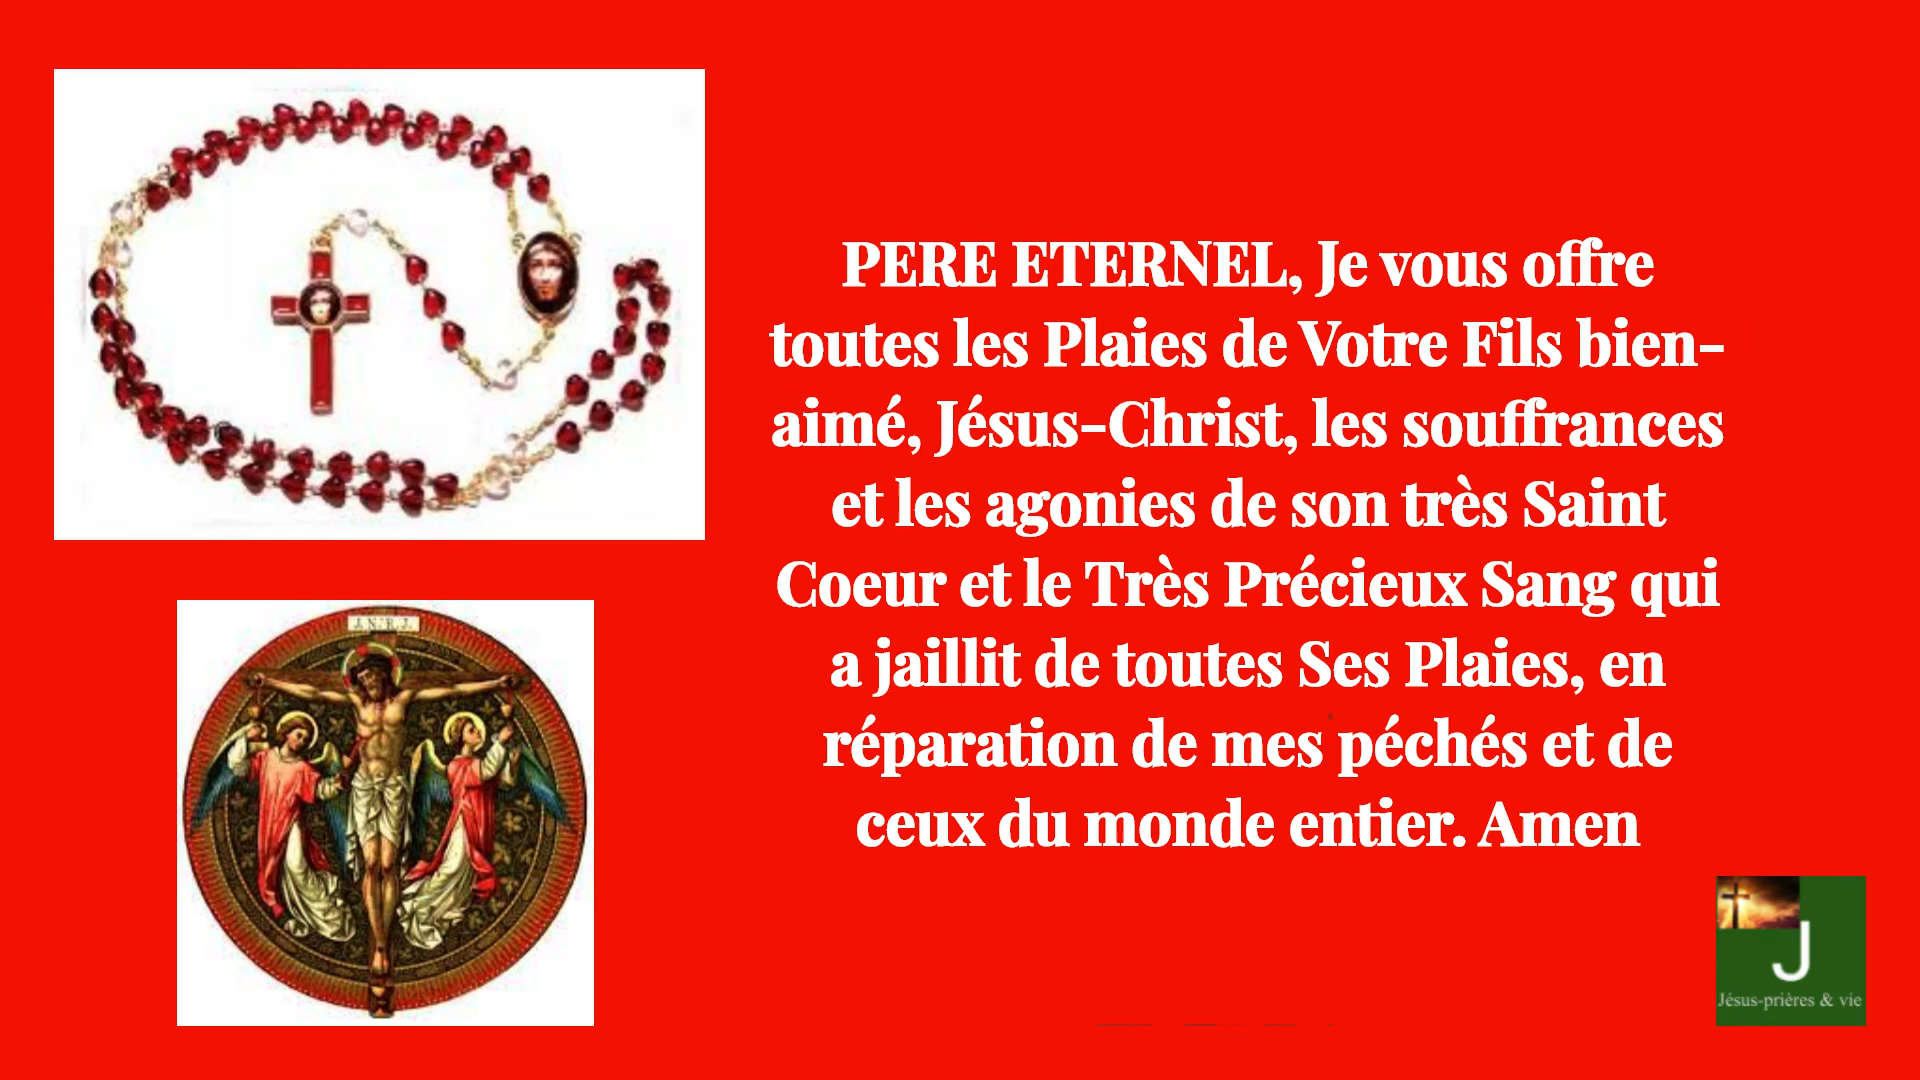 PERE ETERNEL, Je vous offre
toutes les Plaies de Votre Fils bien-
aimé, Jésus-Christ, les souffrances
et les agonies de son très Saint
Coeur et le Très Précieux Sang qui
a jaillit de toutes Ses Plaies, en
réparation de mes péchés et de
ceux du monde entier. Amen
J.N.R.J.
J
Jésus-prières & vie